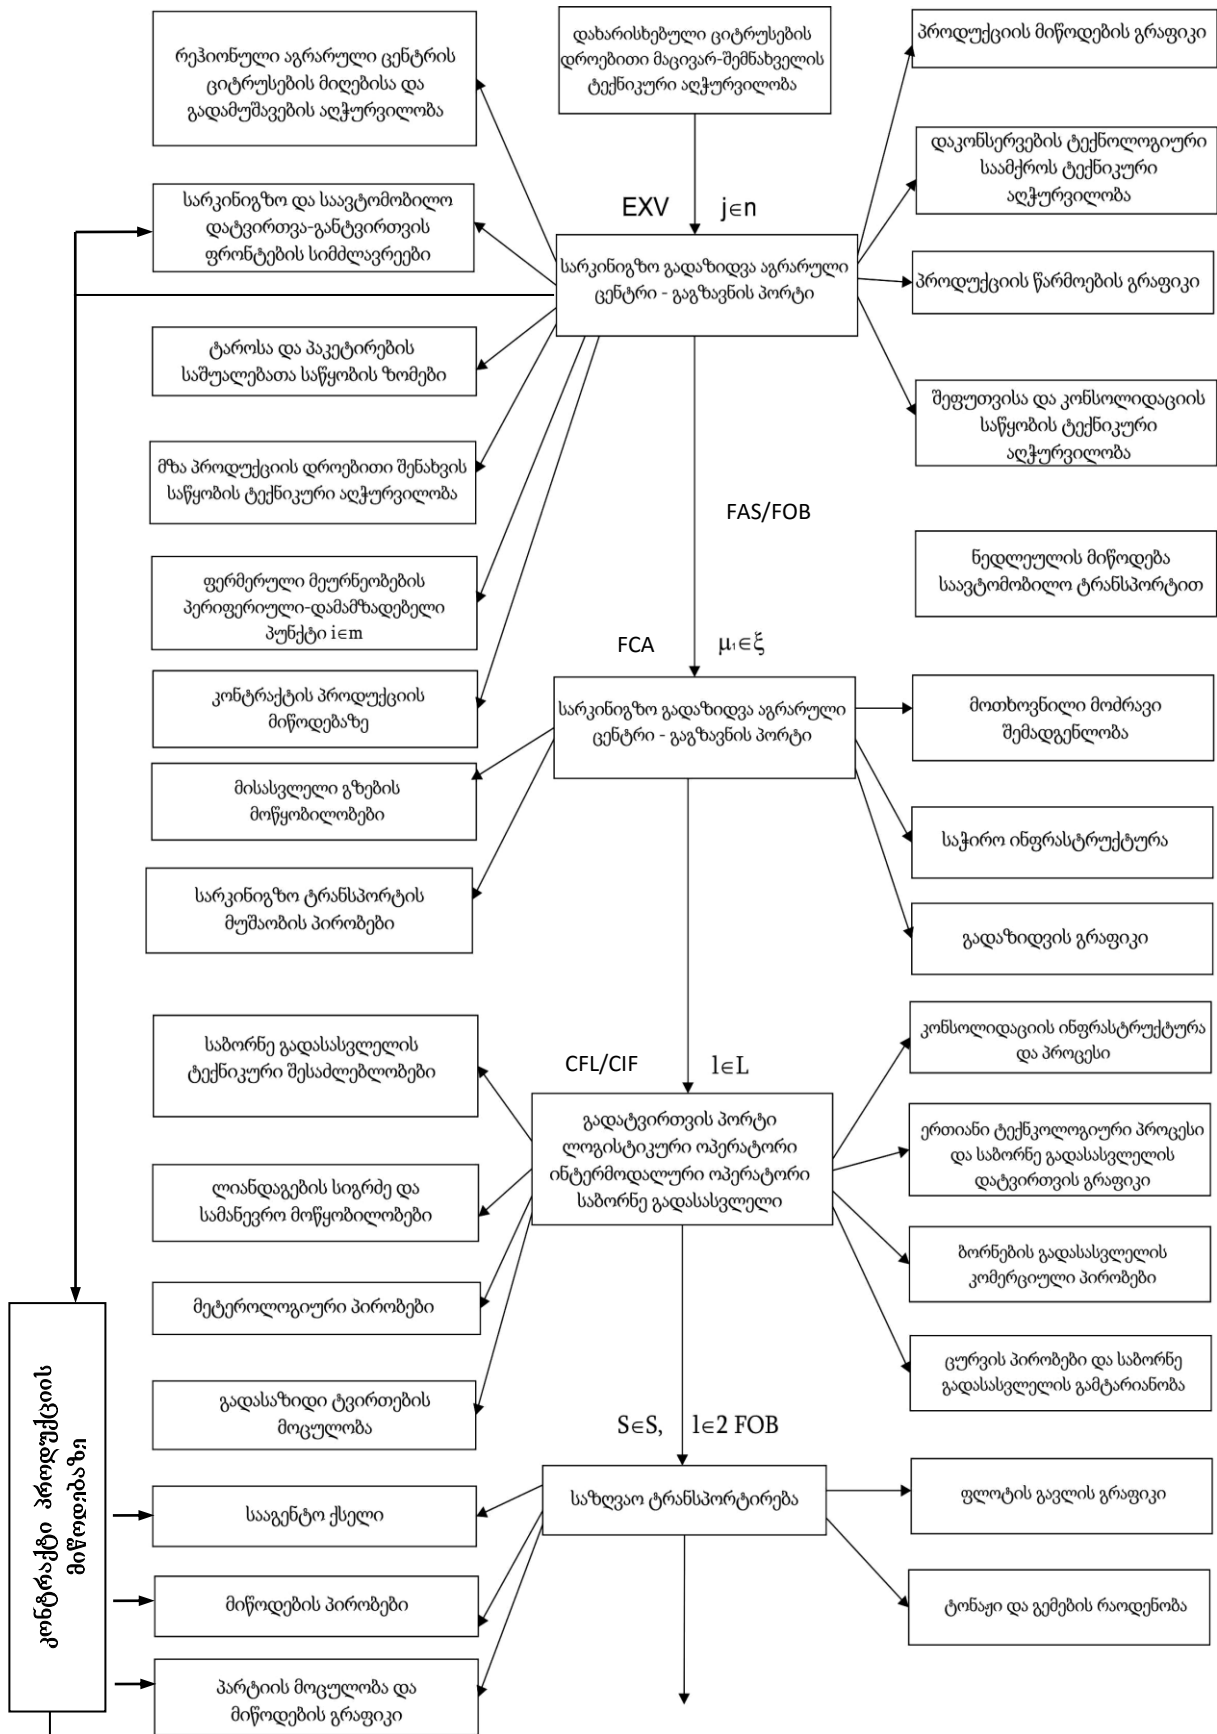 რეჰიონული აგრარული ცენტრის
ციტრუსების მიღებისა და
გადამუშავების აღჭურვილობა
დახარისხებული ციტრუსების
დროებითი მაცივარ-შემნახველის
ტექნიკური აღჭურვილობა
პროდუქციის მიწოდების გრაფიკი
დაკონსერვების ტექნოლოგიური
საამქროს ტექნიკური
აღჭურვილობა
სარკინიგზო და საავტომობილო
დატვირთვა-განტვირთვის
ფრონტების სიმძლავრეები
EXV
j∈n
სარკინიგზო გადაზიდვა აგრარული
ცენტრი - გაგზავნის პორტი
პროდუქციის წარმოების გრაფიკი
ტაროსა და პაკეტირების
საშუალებათა საწყობის ზომები
შეფუთვისა და კონსოლიდაციის
საწყობის ტექნიკური
აღჭურვილობა
მზა პროდუქციის დროებითი შენახვის
საწყობის ტექნიკური აღჭურვილობა
FAS/FOB
ნედლეულის მიწოდება
საავტომობილო ტრანსპორტით
ფერმერული მეურნეობების
პერიფერიული-დამამზადებელი
პუნქტი i∈m
FCA
μ₁∈ξ
კონტრაქტის პროდუქციის
მიწოდებაზე
სარკინიგზო გადაზიდვა აგრარული
ცენტრი - გაგზავნის პორტი
მოთხოვნილი მოძრავი
შემადგენლობა
მისასვლელი გზების
მოწყობილობები
საჭირო ინფრასტრუქტურა
სარკინიგზო ტრანსპორტის
მუშაობის პირობები
გადაზიდვის გრაფიკი
კონსოლიდაციის ინფრასტრუქტურა
და პროცესი
საბორნე გადასასვლელის
ტექნიკური შესაძლებლობები
CFL/CIF
l∈L
გადატვირთვის პორტი
ლოგისტიკური ოპერატორი
ინტერმოდალური ოპერატორი
საბორნე გადასასვლელი
ერთიანი ტექნკოლოგიური პროცესი
და საბორნე გადასასვლელის
დატვირთვის გრაფიკი
ლიანდაგების სიგრძე და
სამანევრო მოწყობილობები
ბორნების გადასასვლელის
კომერციული პირობები
მეტეროლოგიური პირობები
ცურვის პირობები და საბორნე
გადასასვლელის გამტარიანობა
გადასაზიდი ტვირთების
მოცულობა
S∈S,
l∈2 FOB
კონტრაქტი პროდუქციის
მიწოდებაზე
საზღვაო ტრანსპორტირება
ფლოტის გავლის გრაფიკი
სააგენტო ქსელი
მიწოდების პირობები
ტონაჟი და გემების რაოდენობა
პარტიის მოცულობა და
მიწოდების გრაფიკი